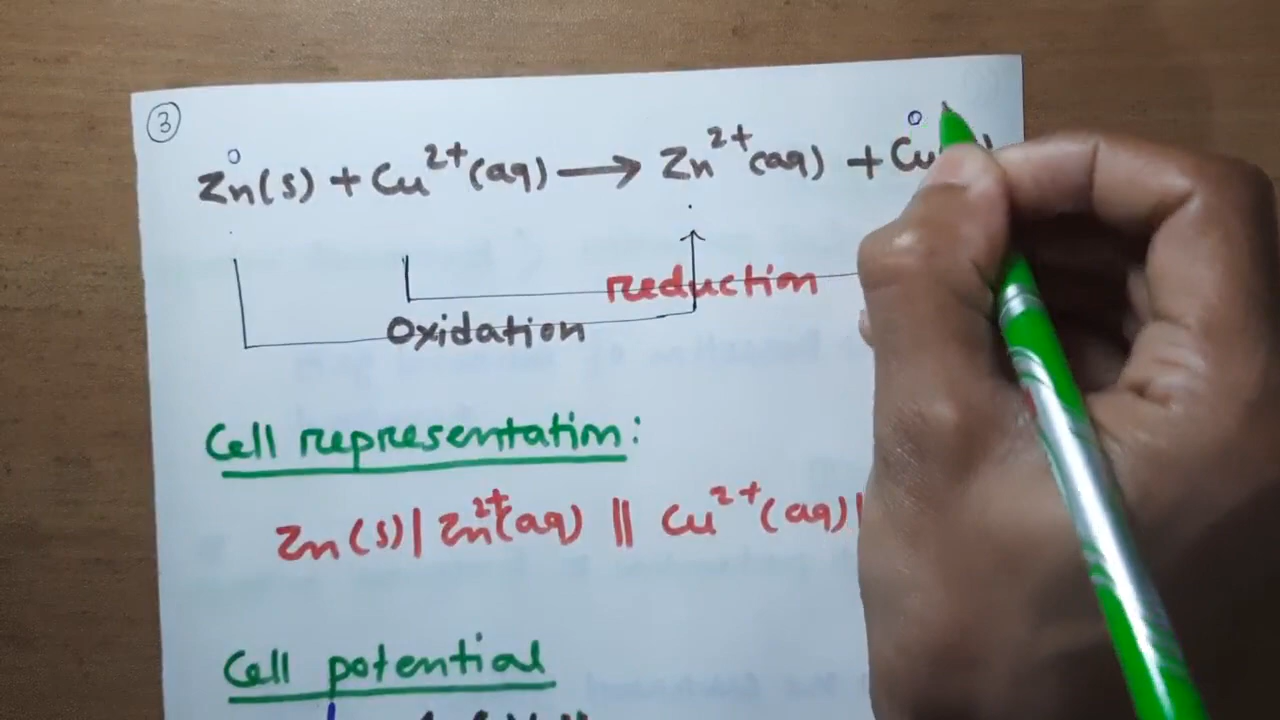 ③
Zn(s) + Cu²⁺(aq) ⟶ Zn²⁺(aq) + Cu
reduction
Oxidation
Cell representation:
Zn(s) | Zn²⁺(aq) || Cu²⁺(aq) |
Cell potential